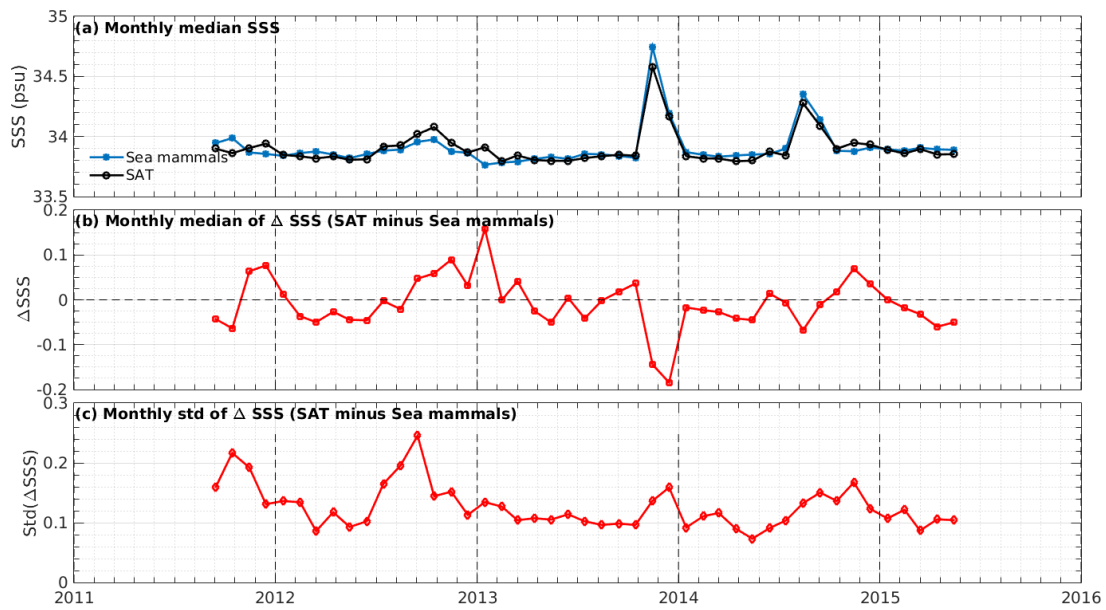 35
34.5
34
33.5
SSS (psu)
(a) Monthly median SSS
Sea mammals
SAT
0.2
0.1
0
-0.1
-0.2
ΔSSS
(b) Monthly median of Δ SSS (SAT minus Sea mammals)
0.3
0.2
0.1
0
Std(ΔSSS)
(c) Monthly std of Δ SSS (SAT minus Sea mammals)
2011 2012 2013 2014 2015 2016